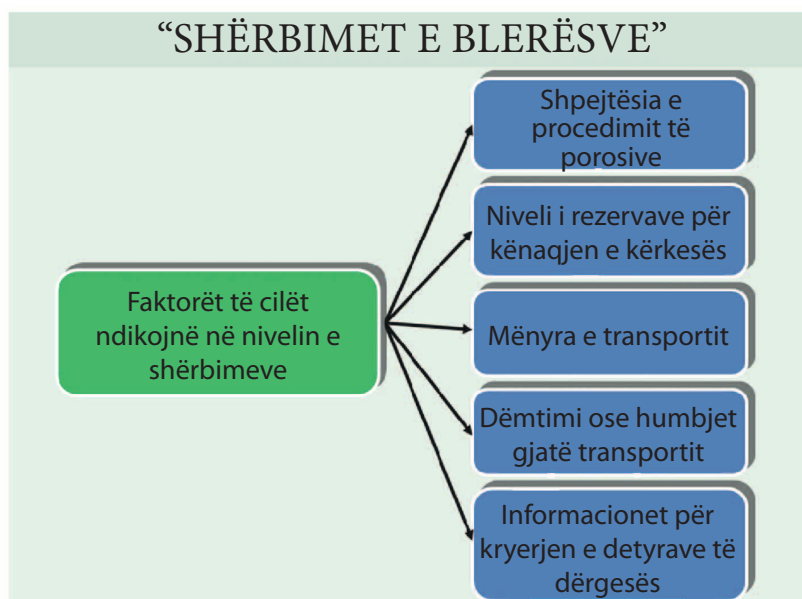 “SHËRBIMET E BLERËSVE”
Faktorët të cilët
ndikojnë në nivelin e
shërbimeve
Shpejtësia e
procedimit të
porosive
Niveli i rezervave për
kënaqjen e kërkesës
Mënyra e transportit
Dëmtimi ose humbjet
gjatë transportit
Informacionet për
kryerjen e detyrave të
dërgesës